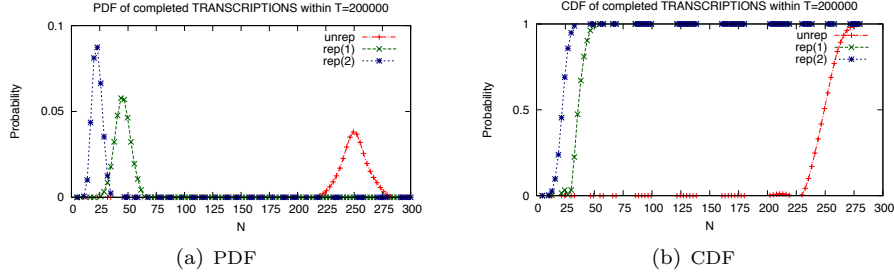 PDF of completed TRANSCRIPTIONS within T=200000
unrep
rep(1)
rep(2)
0.1
0.05
0
Probability
0 25 50 75 100 125 150 175 200 225 250 275 300
N
(a) PDF
CDF of completed TRANSCRIPTIONS within T=200000
unrep
rep(1)
rep(2)
1
0.5
0
Probability
0 25 50 75 100 125 150 175 200 225 250 275 300
N
(b) CDF